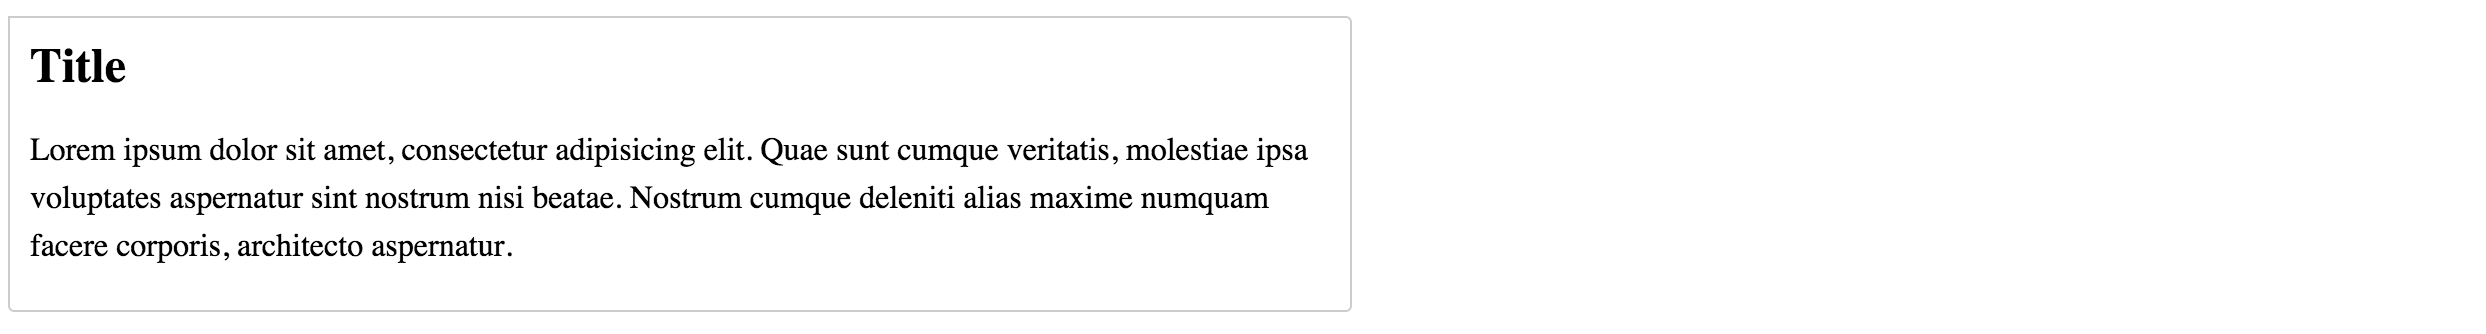 Title
Lorem ipsum dolor sit amet, consectetur adipisicing elit. Quae sunt cumque veritatis, molestiae ipsa
voluptates aspernatur sint nostrum nisi beatae. Nostrum cumque deleniti alias maxime numquam
facere corporis, architecto aspernatur.